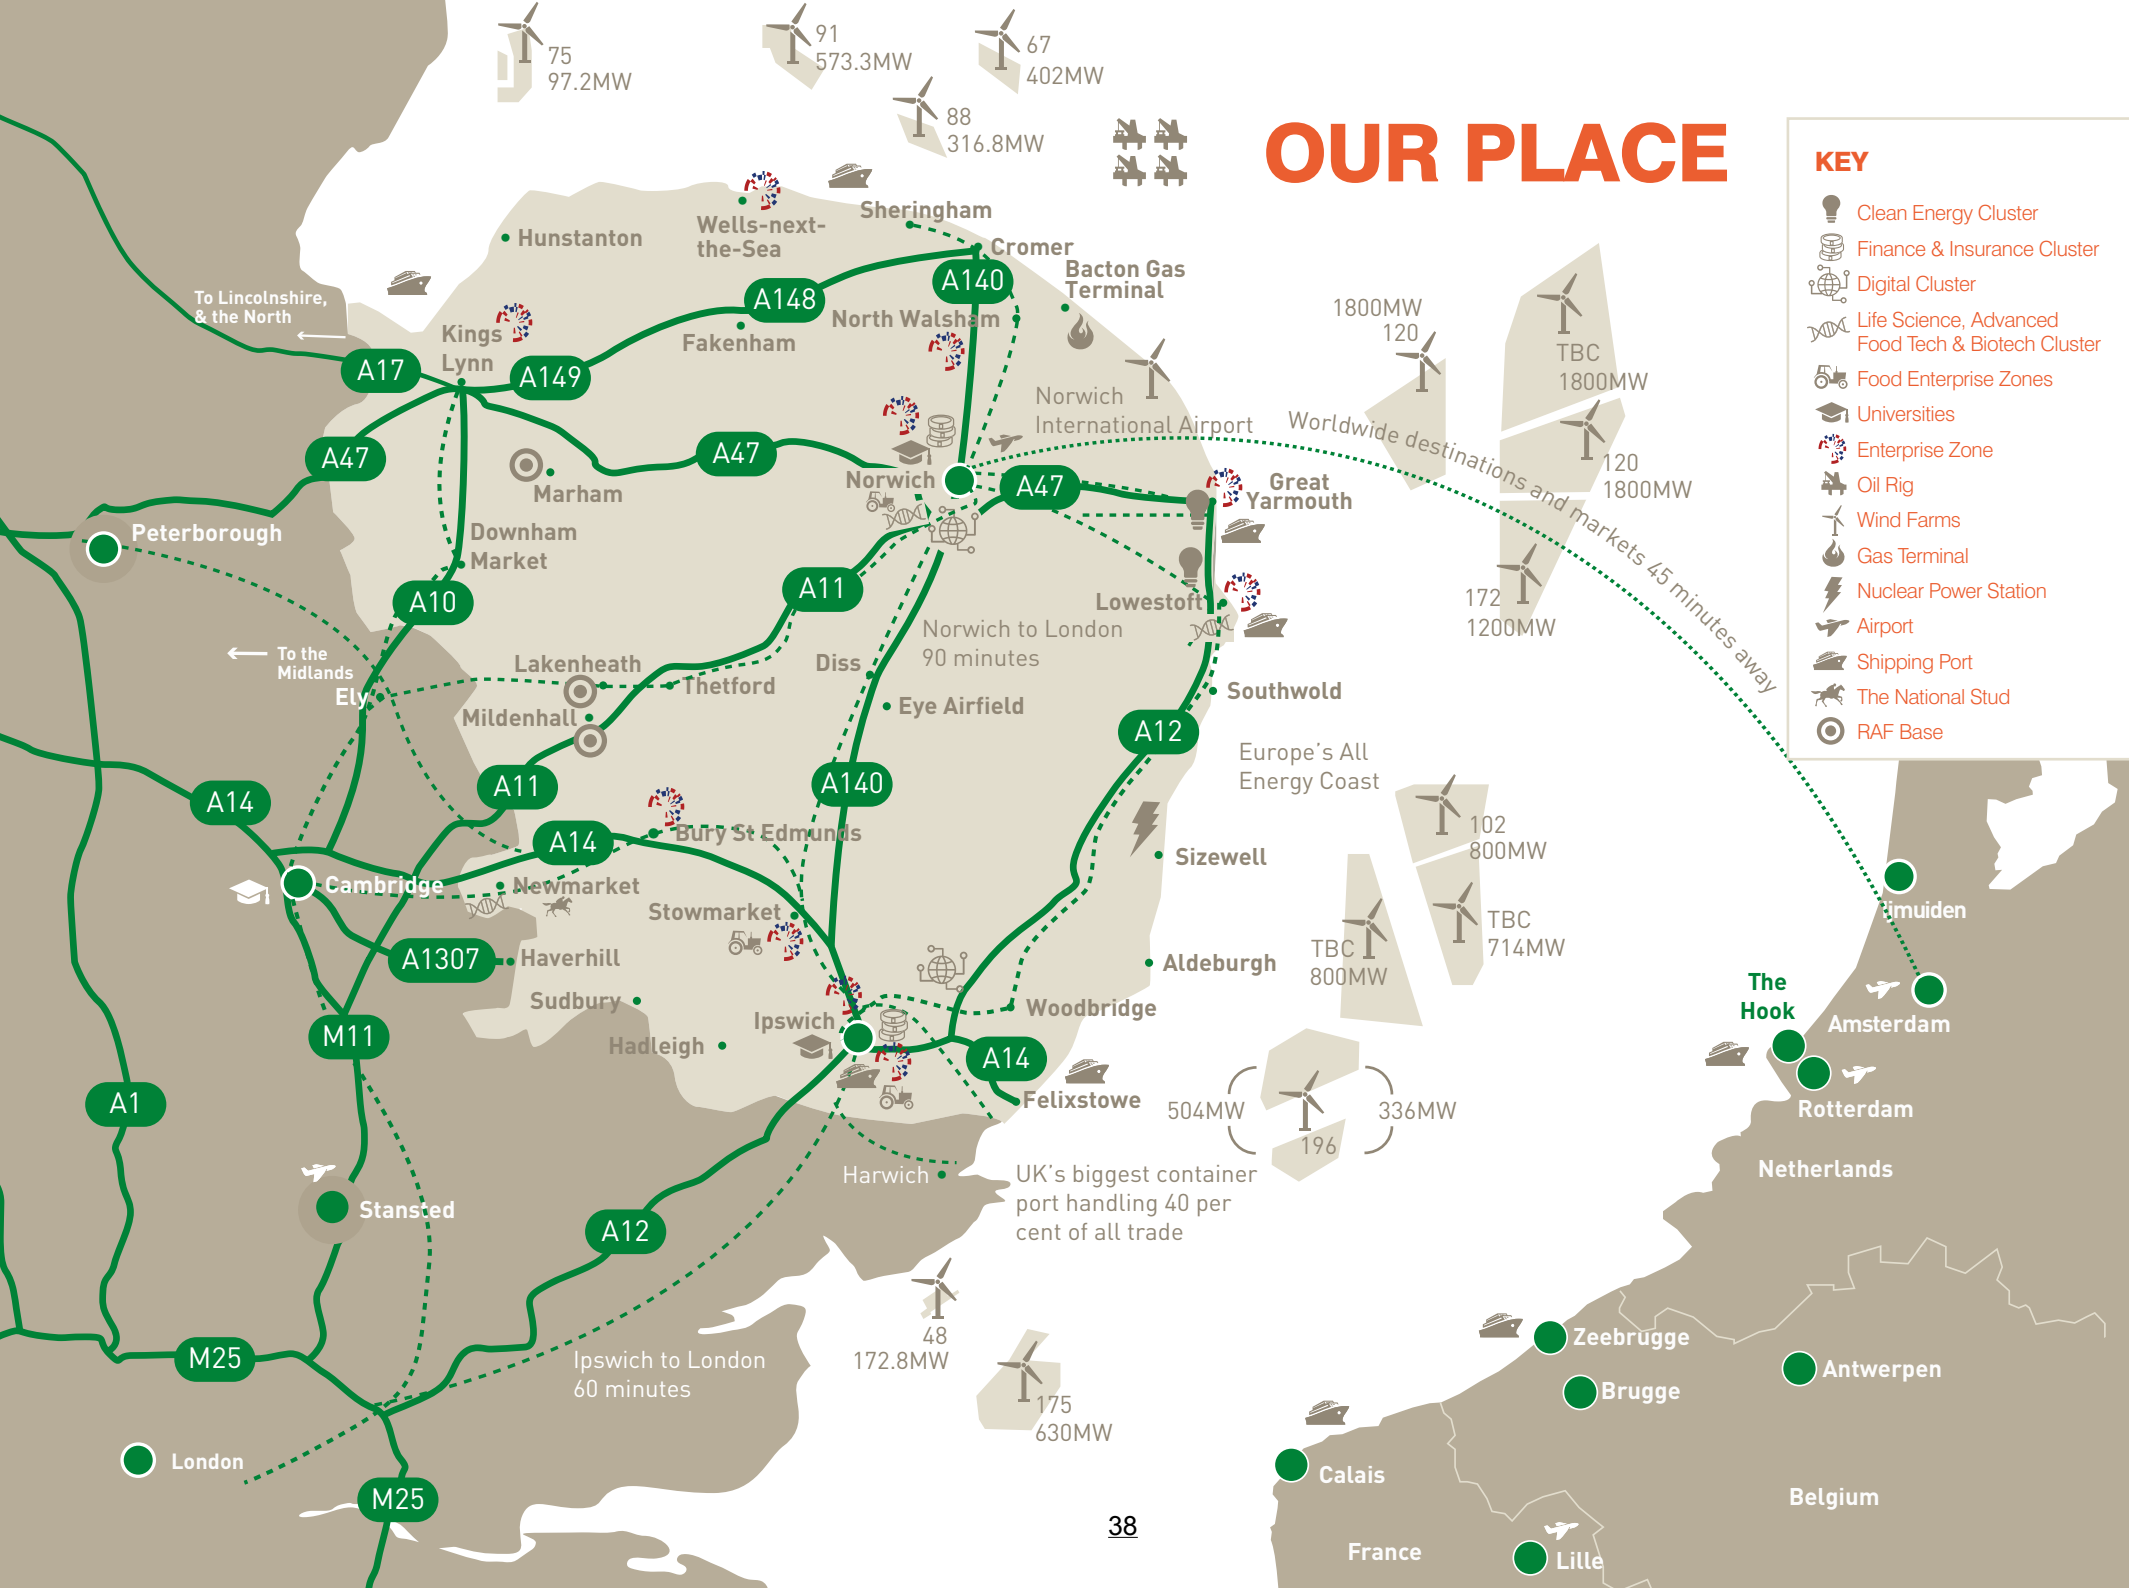 OUR PLACE
75
97.2MW
91
573.3MW
67
402MW
88
316.8MW
KEY
Clean Energy Cluster
Finance & Insurance Cluster
Digital Cluster
Life Science, Advanced
Food Tech & Biotech Cluster
Food Enterprise Zones
Universities
Enterprise Zone
Oil Rig
Wind Farms
Gas Terminal
Nuclear Power Station
Airport
Shipping Port
The National Stud
RAF Base
Hunstanton
Wells-next-
the-Sea
Sheringham
Cromer
Bacton Gas
Terminal
A140
A148
North Walsham
Fakenham
To Lincolnshire,
& the North
Kings
Lynn
A17
A149
A47
A47
Marham
Norwich
International Airport
Norwich
A47
Great
Yarmouth
Worldwide destinations and markets 45 minutes away
1800MW
120
TBC
1800MW
120
1800MW
172
1200MW
Peterborough
Downham
Market
A10
A11
Lowestoft
Norwich to London
90 minutes
To the
Midlands
Ely
Lakenheath
Thetford
Mildenhall
Diss
Eye Airfield
Southwold
A12
Europe's All
Energy Coast
A14
A11
A140
A14
Bury St Edmunds
Sizewell
102
800MW
TBC
714MW
TBC
800MW
Cambridge
Newmarket
Stowmarket
A1307
Haverhill
Sudbury
Aldeburgh
Woodbridge
Ipswich
Hadleigh
M11
A14
Felixstowe
A1
504MW
336MW
196
Harwich
UK's biggest container
port handling 40 per
cent of all trade
Stansted
A12
48
172.8MW
175
630MW
M25
Ipswich to London
60 minutes
London
M25
38
Ijmuiden
The
Hook
Amsterdam
Rotterdam
Netherlands
Zeebrugge
Antwerpen
Brugge
Calais
Belgium
France
Lille